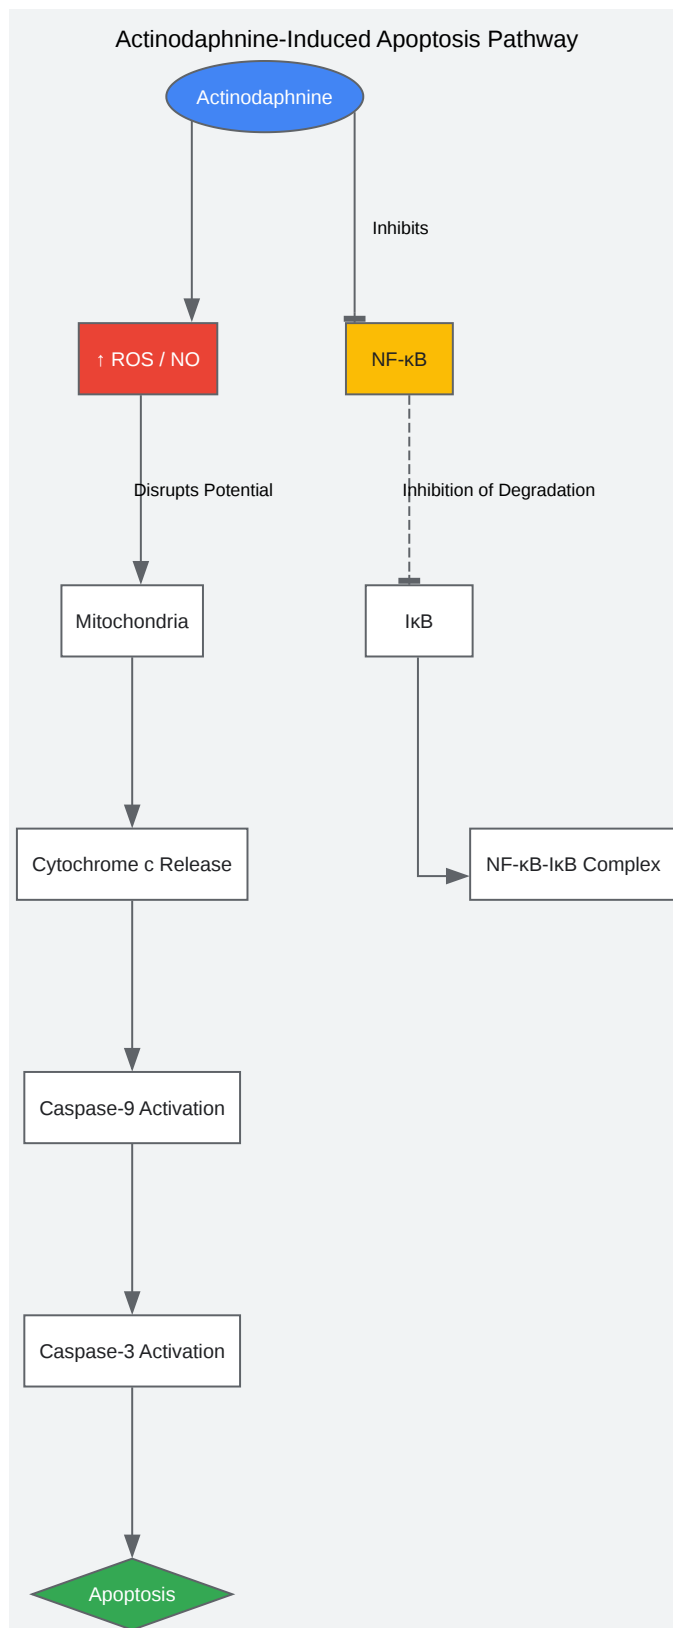 Actinodaphnine-Induced Apoptosis Pathway
Actinodaphnine
Inhibits
↑ ROS / NO
NF-κB
Disrupts Potential
Inhibition of Degradation
Mitochondria
IκB
Cytochrome c Release
NF-κB-IκB Complex
Caspase-9 Activation
Caspase-3 Activation
Apoptosis